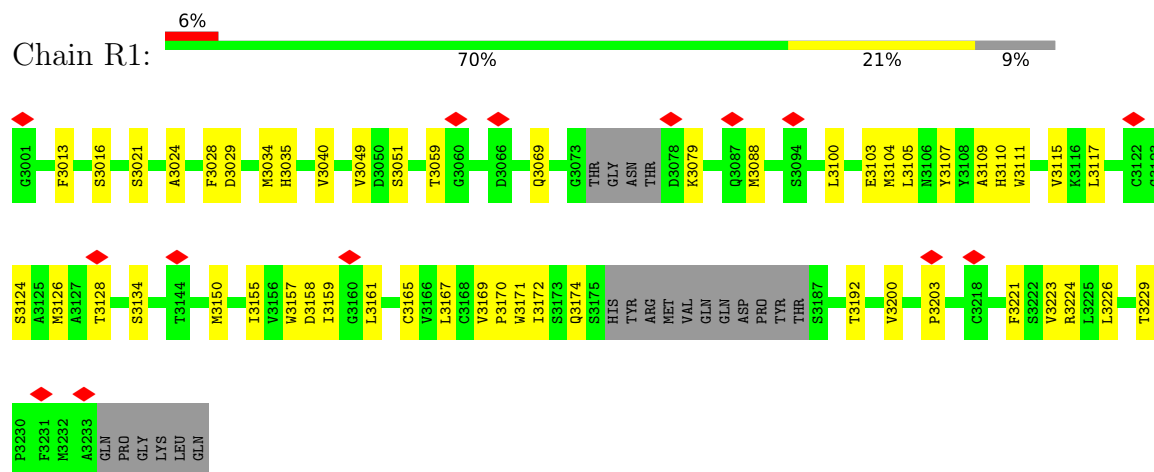 6%
Chain R1:
70% 21% 9%
G3001 F3013 S3016 S3021 A3024 F3028 D3029 M3034 H3035 V3040 V3049 D3050 S3051 T3059 G3060 D3066 Q3069 G3073 THR GLY ASN THR D3078 K3079 Q3087 M3088 S3094 L3100 E3103 M3104 L3105 N3106 Y3107 Y3108 A3109 H3110 W3111 V3115 K3116 L3117 C3122 G3123
S3124 A3125 M3126 A3127 T3128 S3134 T3144 M3150 I3155 V3156 W3157 D3158 I3159 G3160 L3161 C3165 V3166 L3167 C3168 V3169 P3170 W3171 I3172 S3173 Q3174 S3175 HIS TYR ARG MET VAL GLN GLN ASP PRO TYR THR S3187 T3192 V3200 P3203 C3218 F3221 S3222 V3223 R3224 L3225 L3226 T3229
P3230 F3231 M3232 A3233 GLN PRO GLY LYS LEU GLN